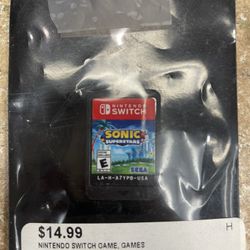 NINTENDO
SWITCH
SONIC
SUPERSTARS
E
SEGA
LA-H-A7YPB-USA
$14.99
H
NINTENDO SWITCH GAME, GAMES